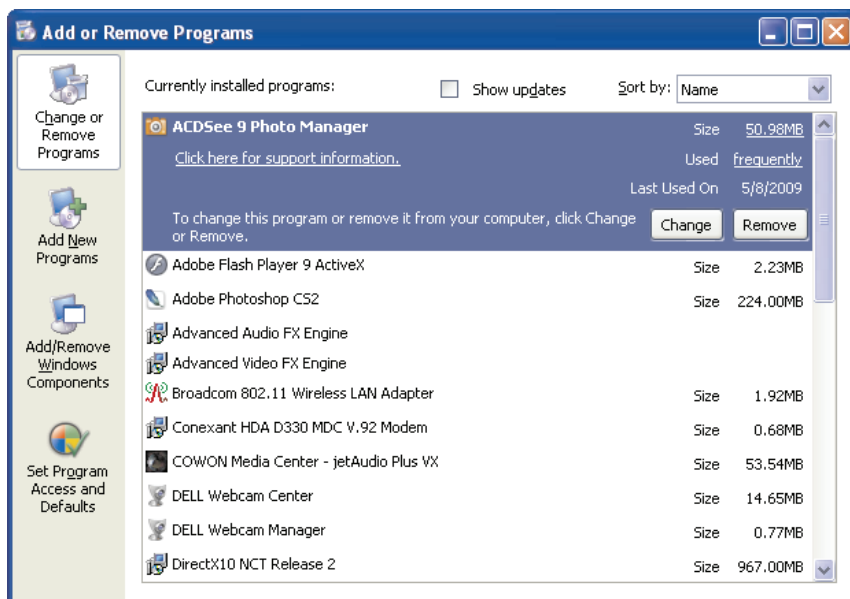 Add or Remove Programs
Change or
Remove
Programs
Add New
Programs
Add/Remove
Windows
Components
Set Program
Access and
Defaults
Currently installed programs:
Show updates
Sort by: Name
ACDSee 9 Photo Manager Size 50.98MB
Click here for support information. Used frequently
Last Used On 5/8/2009
To change this program or remove it from your computer, click Change
or Remove.
Change Remove
Adobe Flash Player 9 ActiveX Size 2.23MB
Adobe Photoshop CS2 Size 224.00MB
Advanced Audio FX Engine
Advanced Video FX Engine
Broadcom 802.11 Wireless LAN Adapter Size 1.92MB
Conexant HDA D330 MDC V.92 Modem Size 0.68MB
COWON Media Center - jetAudio Plus VX Size 53.54MB
DELL Webcam Center Size 14.65MB
DELL Webcam Manager Size 0.77MB
DirectX10 NCT Release 2 Size 967.00MB